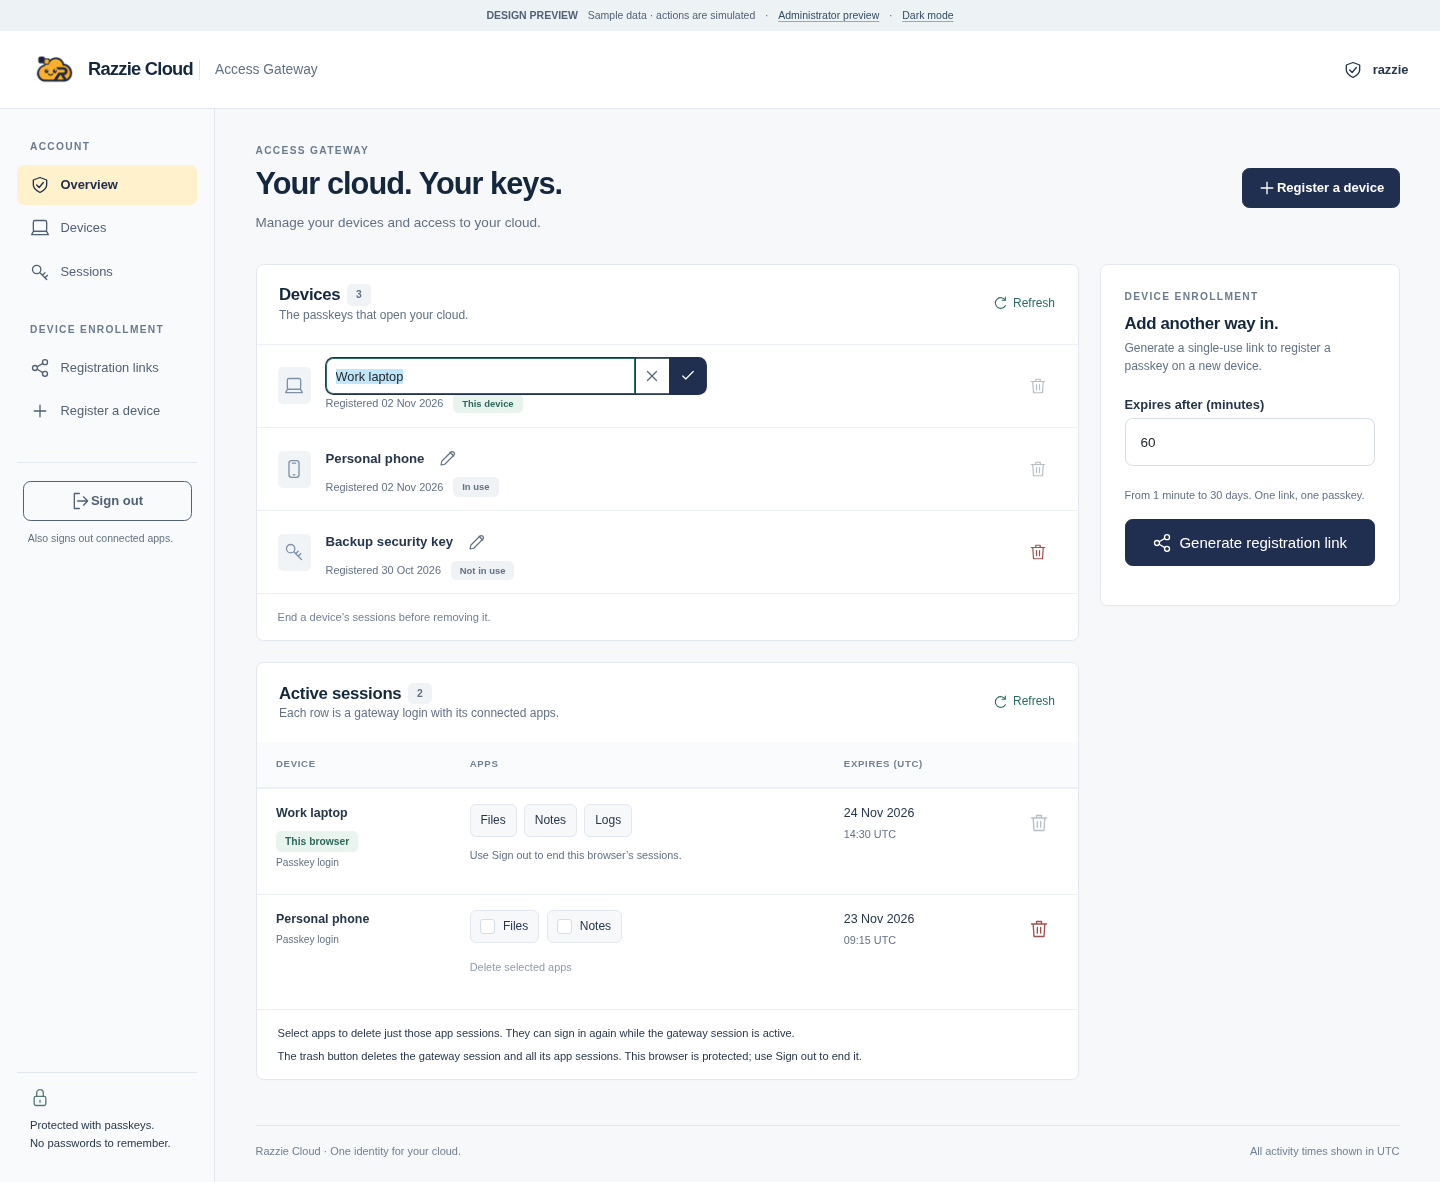 DESIGN PREVIEW Sample data · actions are simulated · Administrator preview · Dark mode
Razzie Cloud Access Gateway
razzie
ACCOUNT
Overview
Devices
Sessions
DEVICE ENROLLMENT
Registration links
Register a device
Sign out
Also signs out connected apps.
Protected with passkeys.
No passwords to remember.
ACCESS GATEWAY
Your cloud. Your keys.
Manage your devices and access to your cloud.
Register a device
Devices 3
The passkeys that open your cloud.
Refresh
Work laptop
Registered 02 Nov 2026 This device
Personal phone
Registered 02 Nov 2026 In use
Backup security key
Registered 30 Oct 2026 Not in use
End a device's sessions before removing it.
DEVICE ENROLLMENT
Add another way in.
Generate a single-use link to register a
passkey on a new device.
Expires after (minutes)
60
From 1 minute to 30 days. One link, one passkey.
Generate registration link
Active sessions 2
Each row is a gateway login with its connected apps.
Refresh
DEVICE APPS EXPIRES (UTC)
Work laptop Files Notes Logs 24 Nov 2026
This browser 14:30 UTC
Passkey login Use Sign out to end this browser's sessions.
Personal phone Files Notes 23 Nov 2026
Passkey login 09:15 UTC
Delete selected apps
Select apps to delete just those app sessions. They can sign in again while the gateway session is active.
The trash button deletes the gateway session and all its app sessions. This browser is protected; use Sign out to end it.
Razzie Cloud · One identity for your cloud.
All activity times shown in UTC